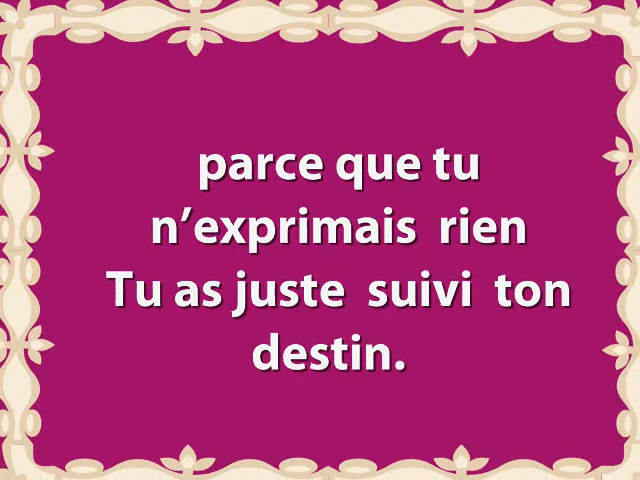 parce que tu
n’exprimais rien
Tu as juste suivi ton
destin.